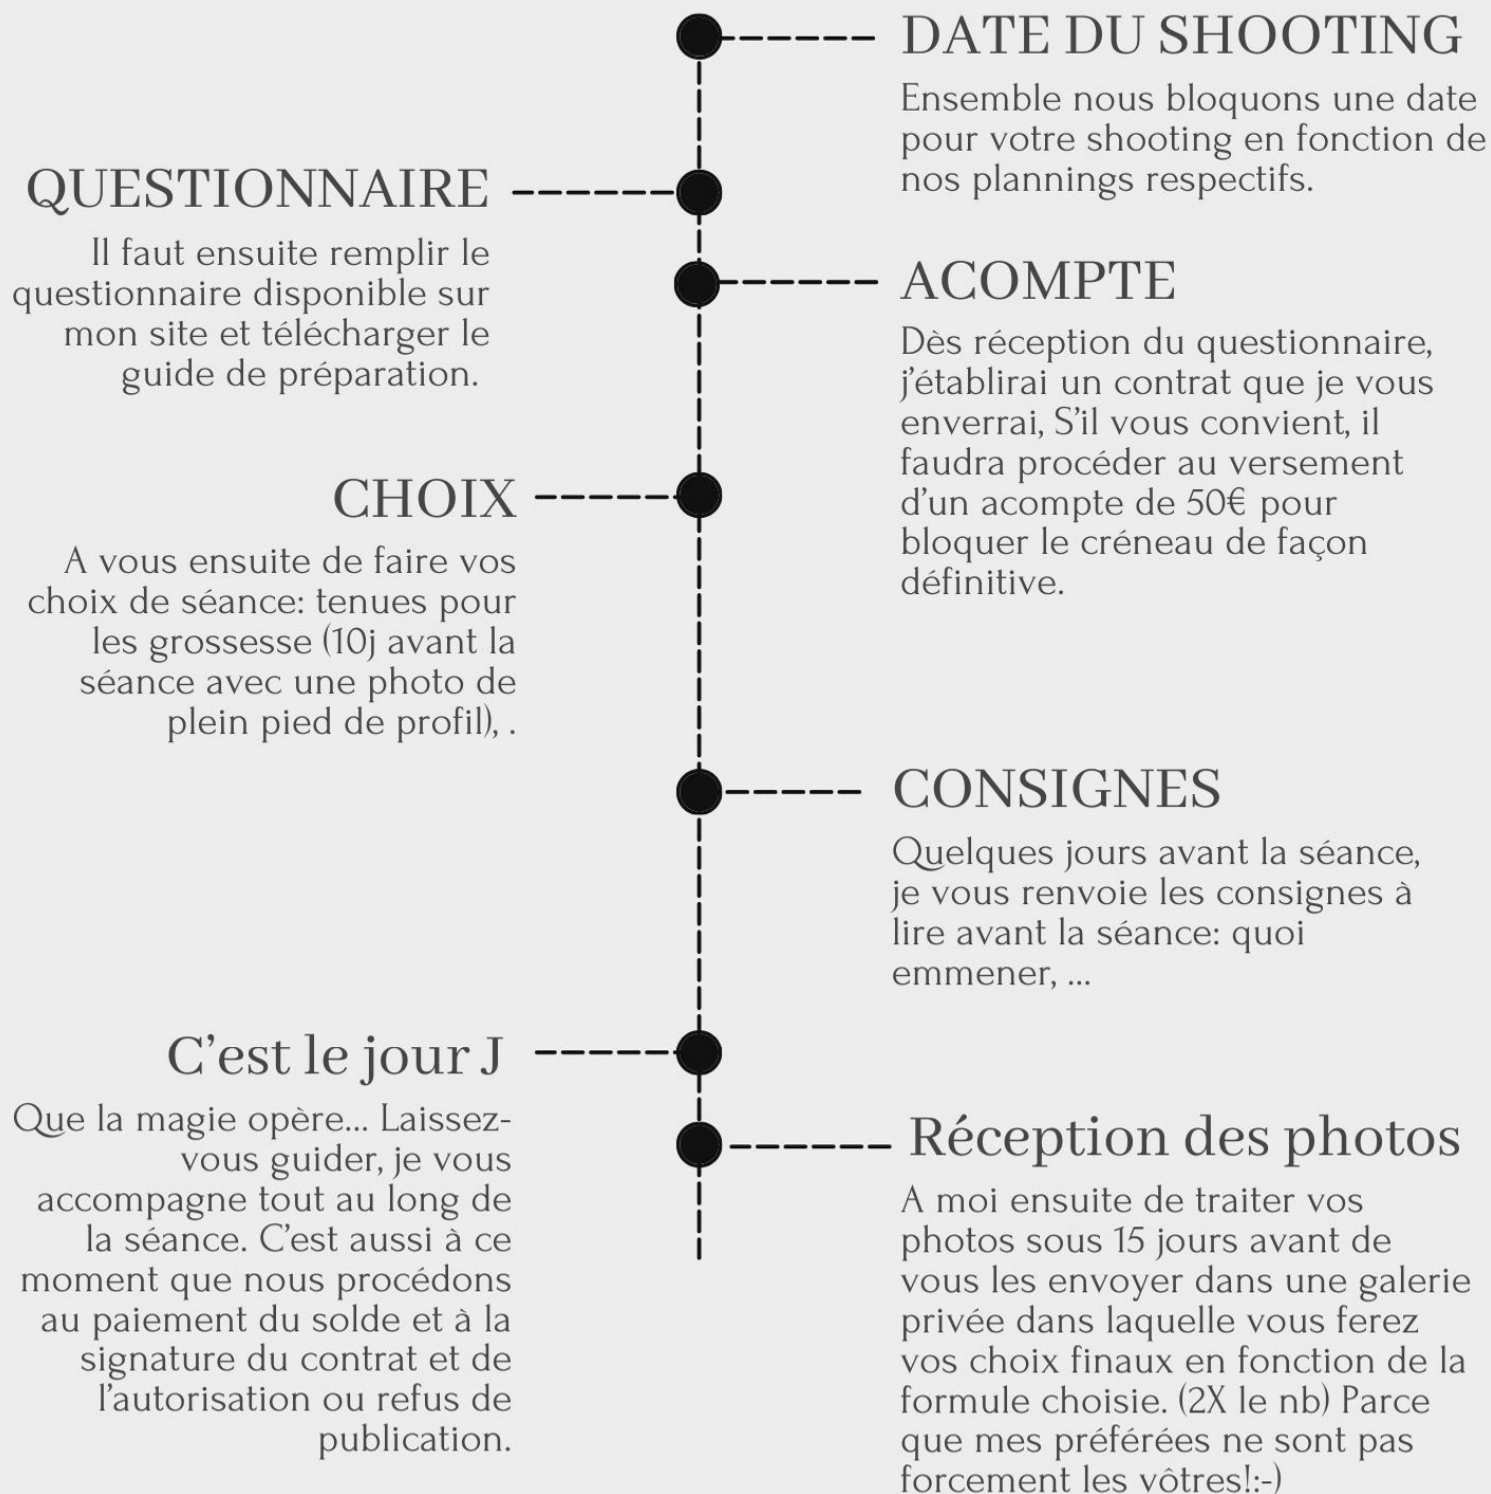 DATE DU SHOOTING
Ensemble nous bloquons une date
pour votre shooting en fonction de
nos plannings respectifs.
QUESTIONNAIRE
Il faut ensuite remplir le
questionnaire disponible sur
mon site et télécharger le
guide de préparation.
ACOMPTE
Dès réception du questionnaire,
j'établirai un contrat que je vous
enverrai, S'il vous convient, il
faudra procéder au versement
d'un acompte de 50€ pour
bloquer le créneau de façon
définitive.
CHOIX
A vous ensuite de faire vos
choix de séance: tenues pour
les grossesse (10j avant la
séance avec une photo de
plein pied de profil), .
CONSIGNES
Quelques jours avant la séance,
je vous renvoie les consignes à
lire avant la séance: quoi
emmener, ...
C'est le jour J
Que la magie opère... Laissez-
vous guider, je vous
accompagne tout au long de
la séance. C'est aussi à ce
moment que nous procédons
au paiement du solde et à la
signature du contrat et de
l'autorisation ou refus de
publication.
Réception des photos
A moi ensuite de traiter vos
photos sous 15 jours avant de
vous les envoyer dans une galerie
privée dans laquelle vous ferez
vos choix finaux en fonction de la
formule choisie. (2X le nb) Parce
que mes préférées ne sont pas
forcement les vôtres!:-)